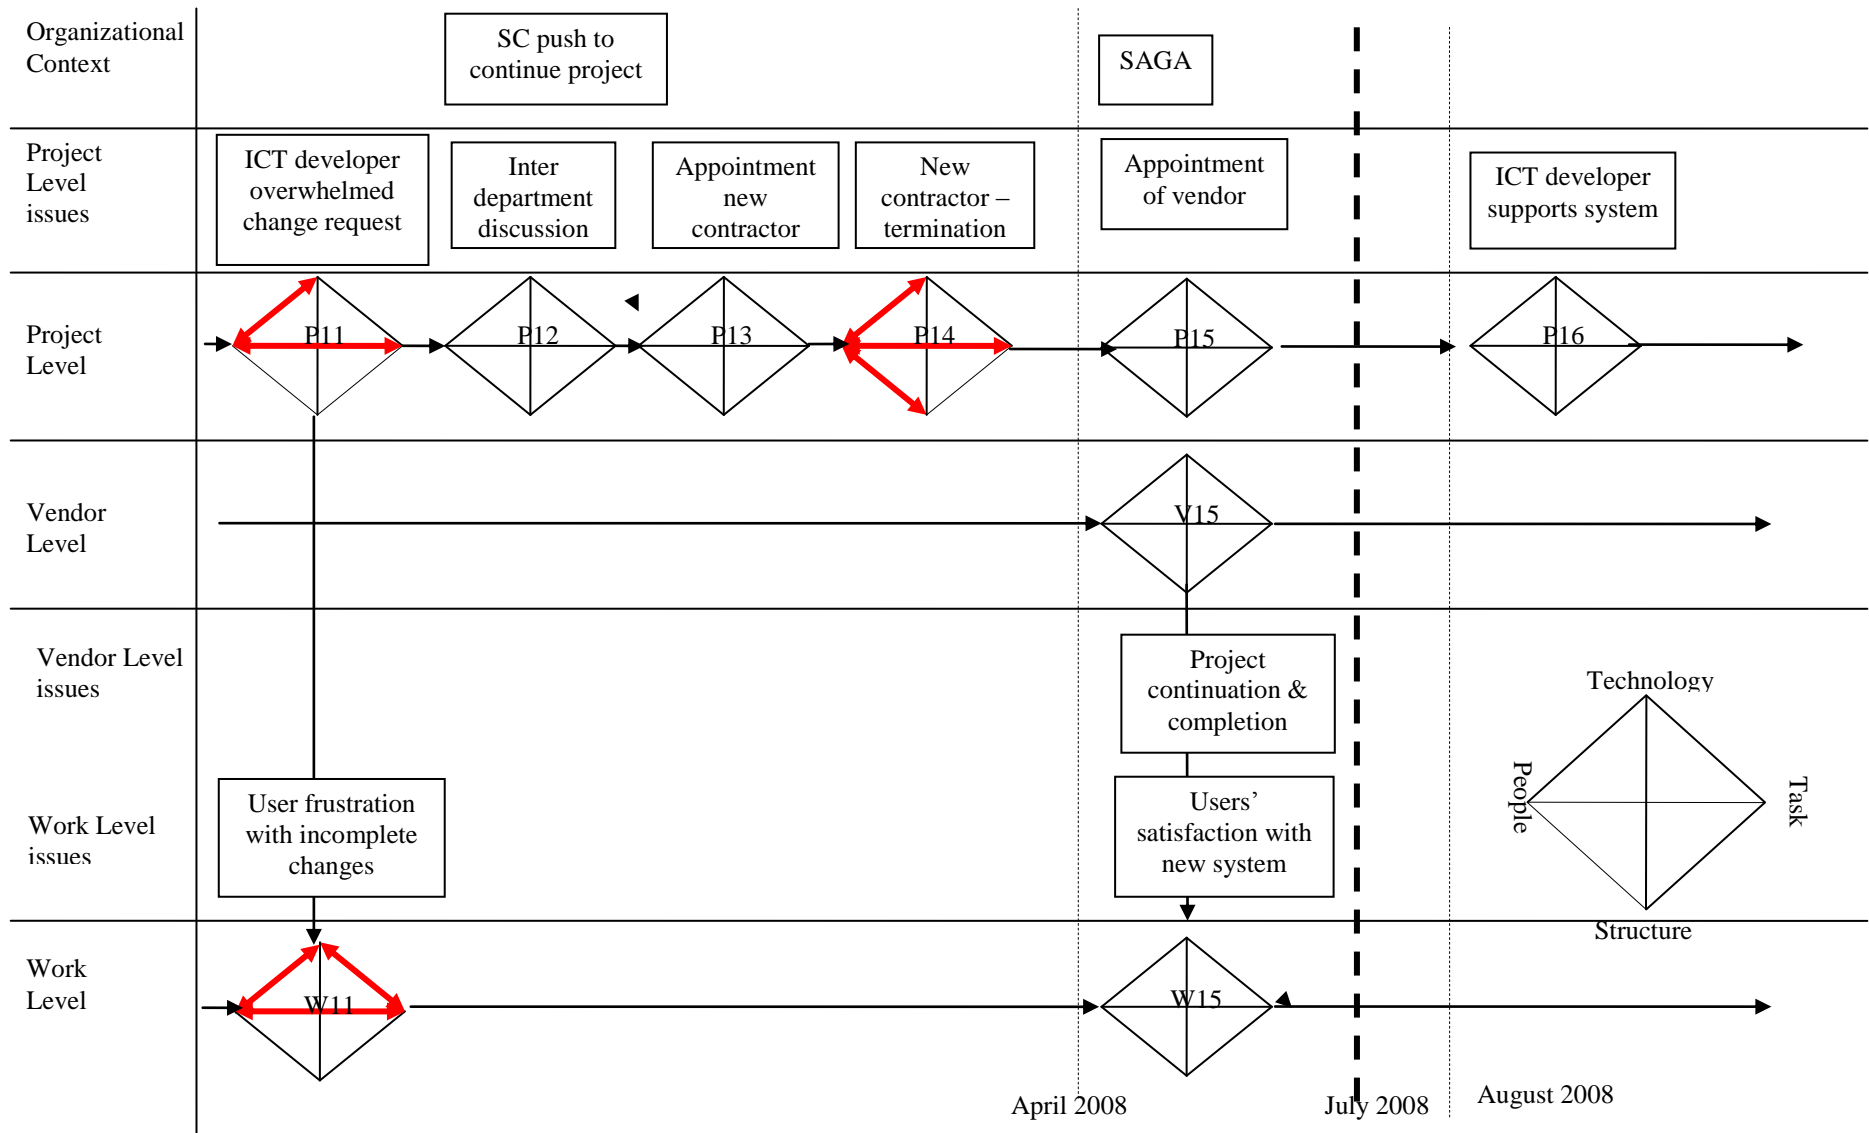 Organizational
Context
SC push to
continue project
SAGA
Project
Level
issues
ICT developer
overwhelmed
change request
Inter
department
discussion
Appointment
new
contractor
New
contractor –
termination
Appointment
of vendor
ICT developer
supports system
Project
Level
P11
P12
P13
P14
P15
P16
Vendor
Level
V15
Vendor Level
issues
Project
continuation &
completion
Technology
People
Task
Structure
Work Level
issues
User frustration
with incomplete
changes
Users’
satisfaction with
new system
Work
Level
W11
W15
April 2008
July 2008
August 2008